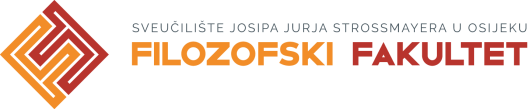 SVEUČILIŠTE JOSIPA JURJA STROSSMAYERA U OSIJEKU
FILOZOFSKI FAKULTET